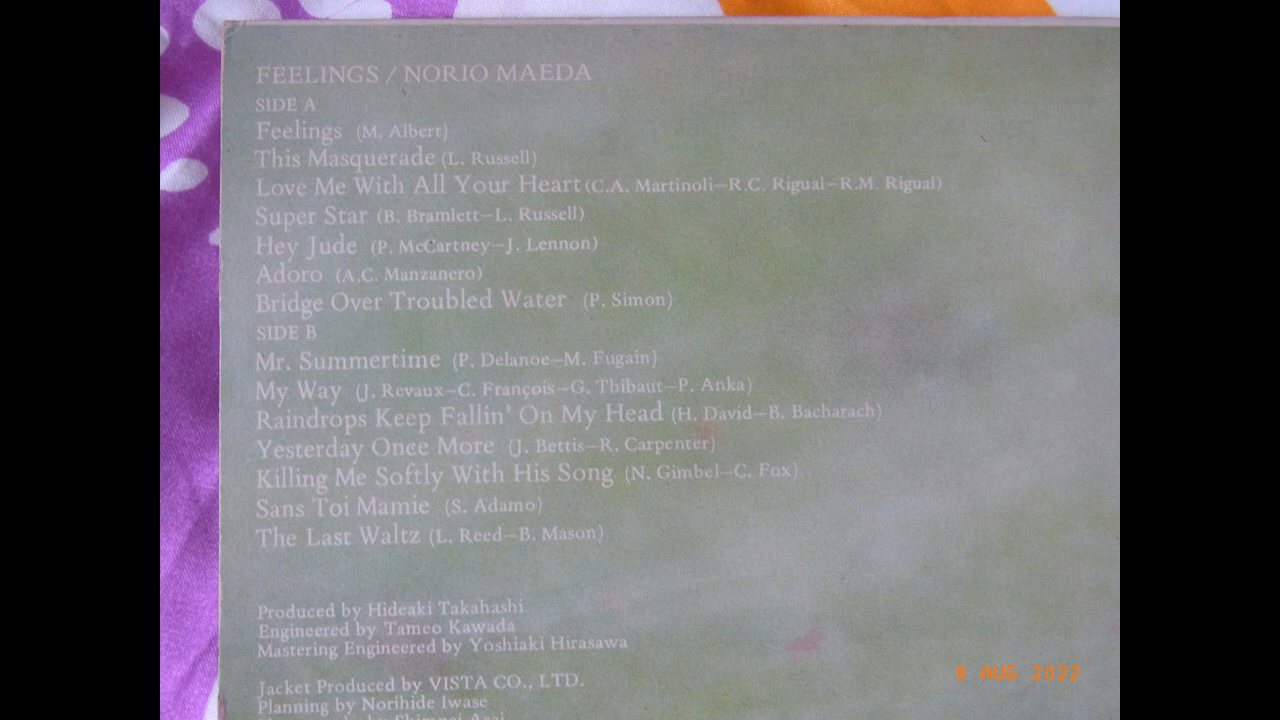 FEELINGS / NORIO MAEDA
SIDE A
Feelings (M. Albert)
This Masquerade (L. Russell)
Love Me With All Your Heart (C.A. Martinoli–R.C. Rigual–R.M. Rigual)
Super Star (B. Bramlett–L. Russell)
Hey Jude (P. McCartney–J. Lennon)
Adoro (A.C. Manzanero)
Bridge Over Troubled Water (P. Simon)
SIDE B
Mr. Summertime (P. Delanoe–M. Fugain)
My Way (J. Revaux–C. François–G. Thibaut–P. Anka)
Raindrops Keep Fallin' On My Head (H. David–B. Bacharach)
Yesterday Once More (J. Bettis–R. Carpenter)
Killing Me Softly With His Song (N. Gimbel–C. Fox)
Sans Toi Mamie (S. Adamo)
The Last Waltz (L. Reed–B. Mason)
Produced by Hideaki Takahashi
Engineered by Tameo Kawada
Mastering Engineered by Yoshiaki Hirasawa
Jacket Produced by VISTA CO., LTD.
Planning by Norihide Iwase
8 AUG 2022